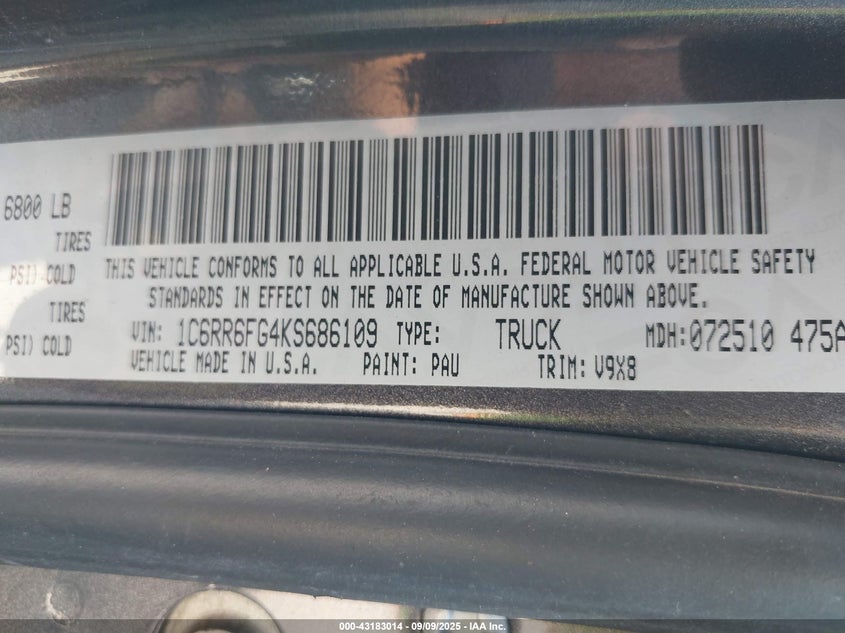 6800 LB
TIRES
PSI) COLD
TIRES
PSI) COLD
THIS VEHICLE CONFORMS TO ALL APPLICABLE U.S.A. FEDERAL MOTOR VEHICLE SAFETY
STANDARDS IN EFFECT ON THE DATE OF MANUFACTURE SHOWN ABOVE.
VIN: 1C6RR6FG4KS686109 TYPE: TRUCK MDH:072510 475A
VEHICLE MADE IN U.S.A. PAINT: PAU TRIM: V9X8
000-43183014 - 09/09/2025 - IAA Inc.